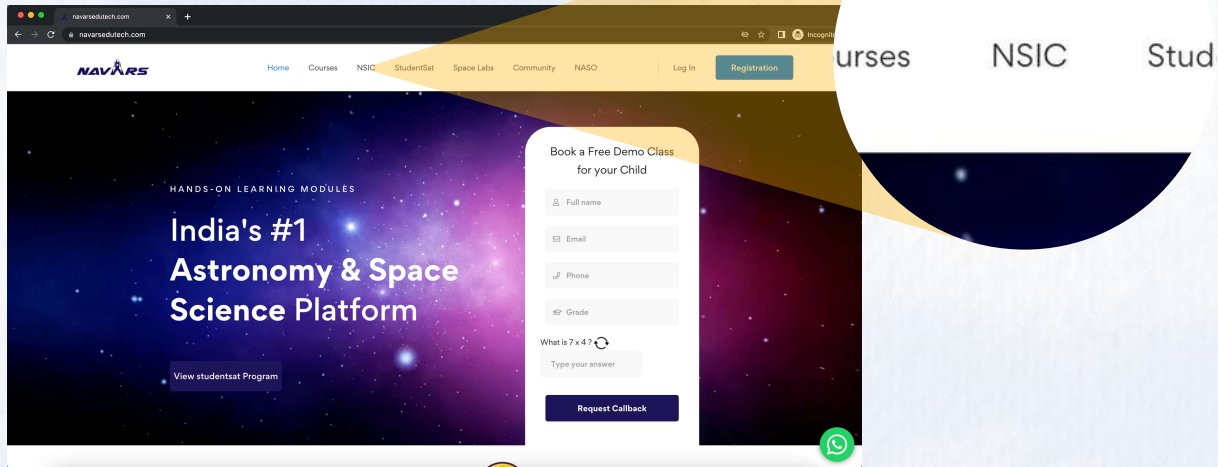 navarsedutech.com
navarsedutech.com
Incognito
NAVARS
Home Courses NSIC StudentSat Space Labs Community NASO Log In Registration
urses NSIC Stud
Book a Free Demo Class
for your Child
HANDS-ON LEARNING MODULES
India's #1
Astronomy & Space
Science Platform
View studentsat Program
Full name
Email
Phone
Grade
What is 7 x 4 ?
Type your answer
Request Callback